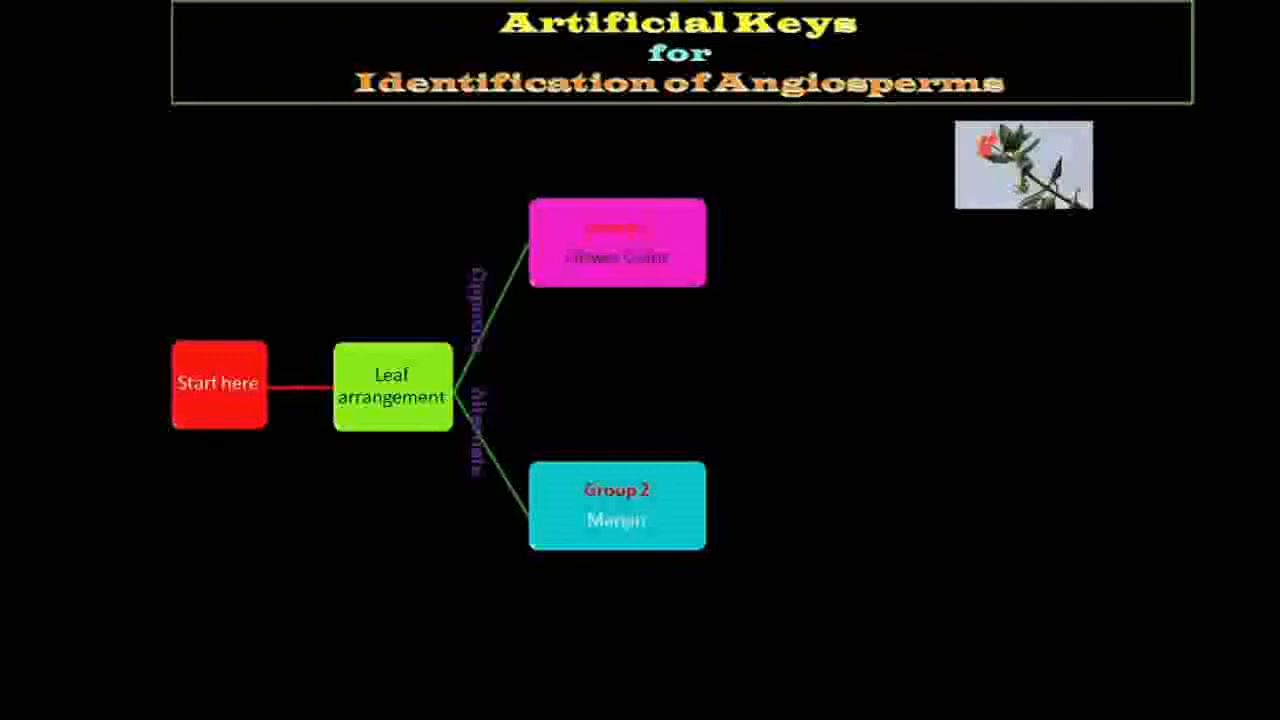 Artificial Keys
for
Identification of Angiosperms
Flower Color
Opposite
Start here
Leaf
arrangement
Alternate
Group 2
Margin